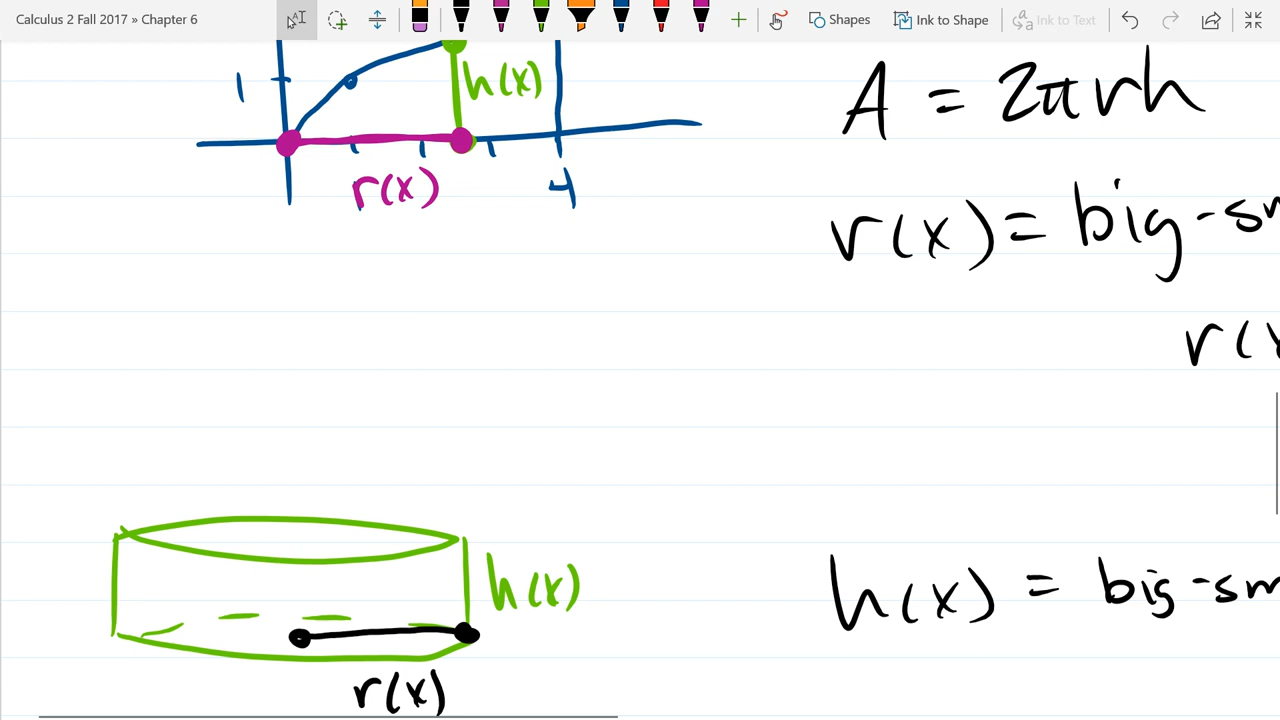 Calculus 2 Fall 2017 » Chapter 6
Shapes
Ink to Shape
Ink to Text
1
h(x)
r(x)
4
A = 2πrh
r(x) = big - sm
r(x
h(x)
r(x)
h(x) = big - sm